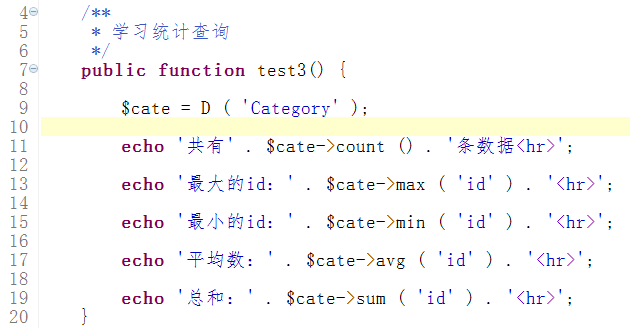 4 /**
5 * 学习统计查询
6 */
7 public function test3() {
8
9 $cate = D ( 'Category' );
10
11 echo '共有' . $cate->count () . '条数据<hr>';
12
13 echo '最大的id：' . $cate->max ( 'id' ) . '<hr>';
14
15 echo '最小的id：' . $cate->min ( 'id' ) . '<hr>';
16
17 echo '平均数：' . $cate->avg ( 'id' ) . '<hr>';
18
19 echo '总和：' . $cate->sum ( 'id' ) . '<hr>';
20 }